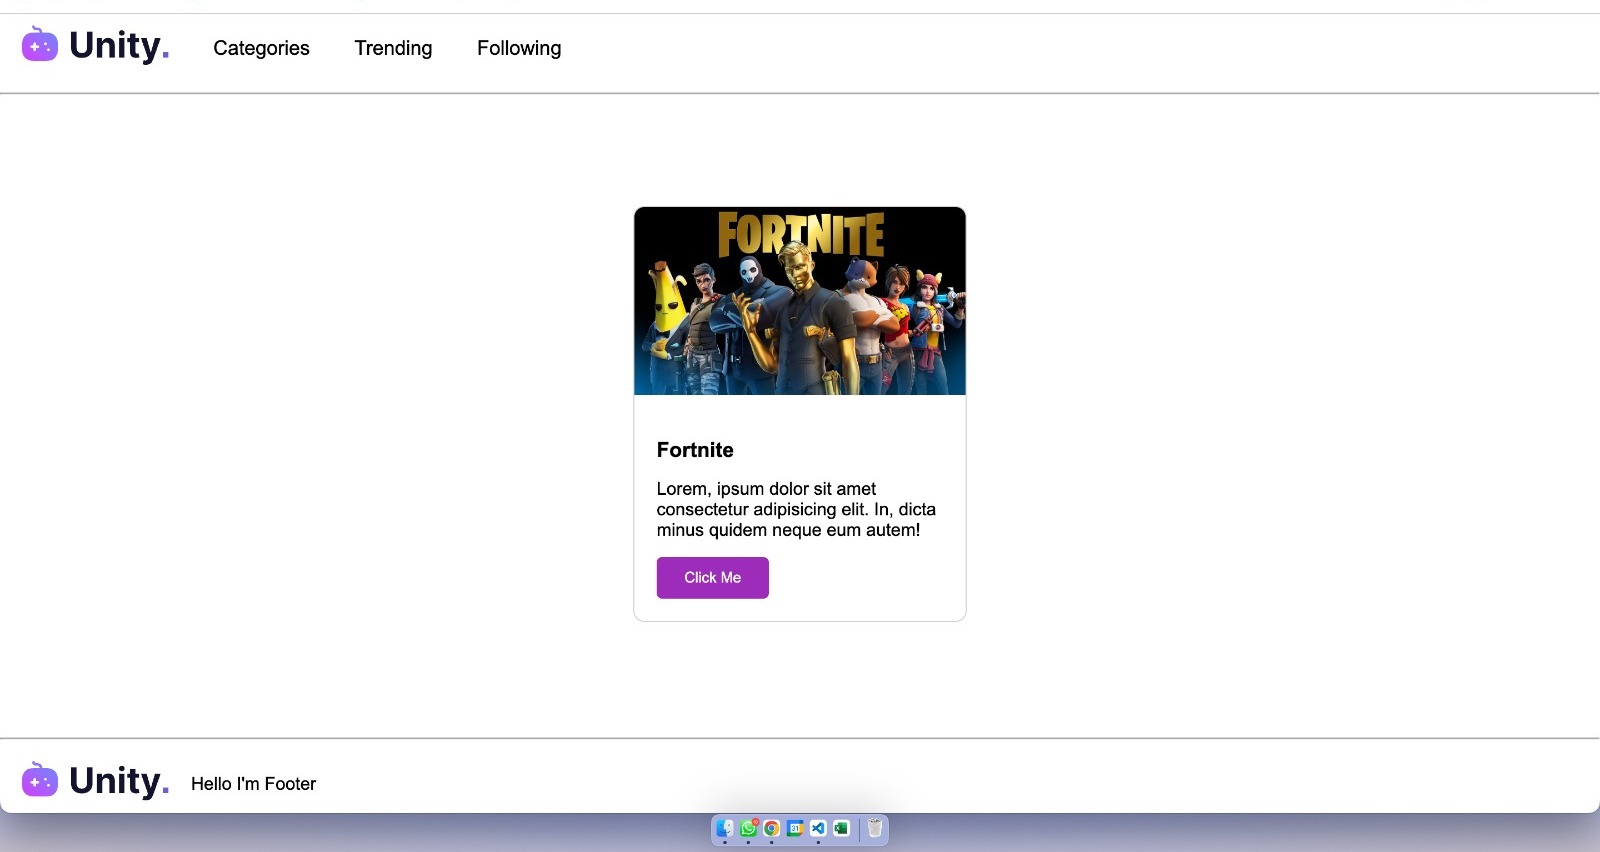 Unity.
Categories
Trending
Following
FORTNITE
Fortnite
Lorem, ipsum dolor sit amet
consectetur adipisicing elit. In, dicta
minus quidem neque eum autem!
Click Me
Unity.
Hello I'm Footer
31